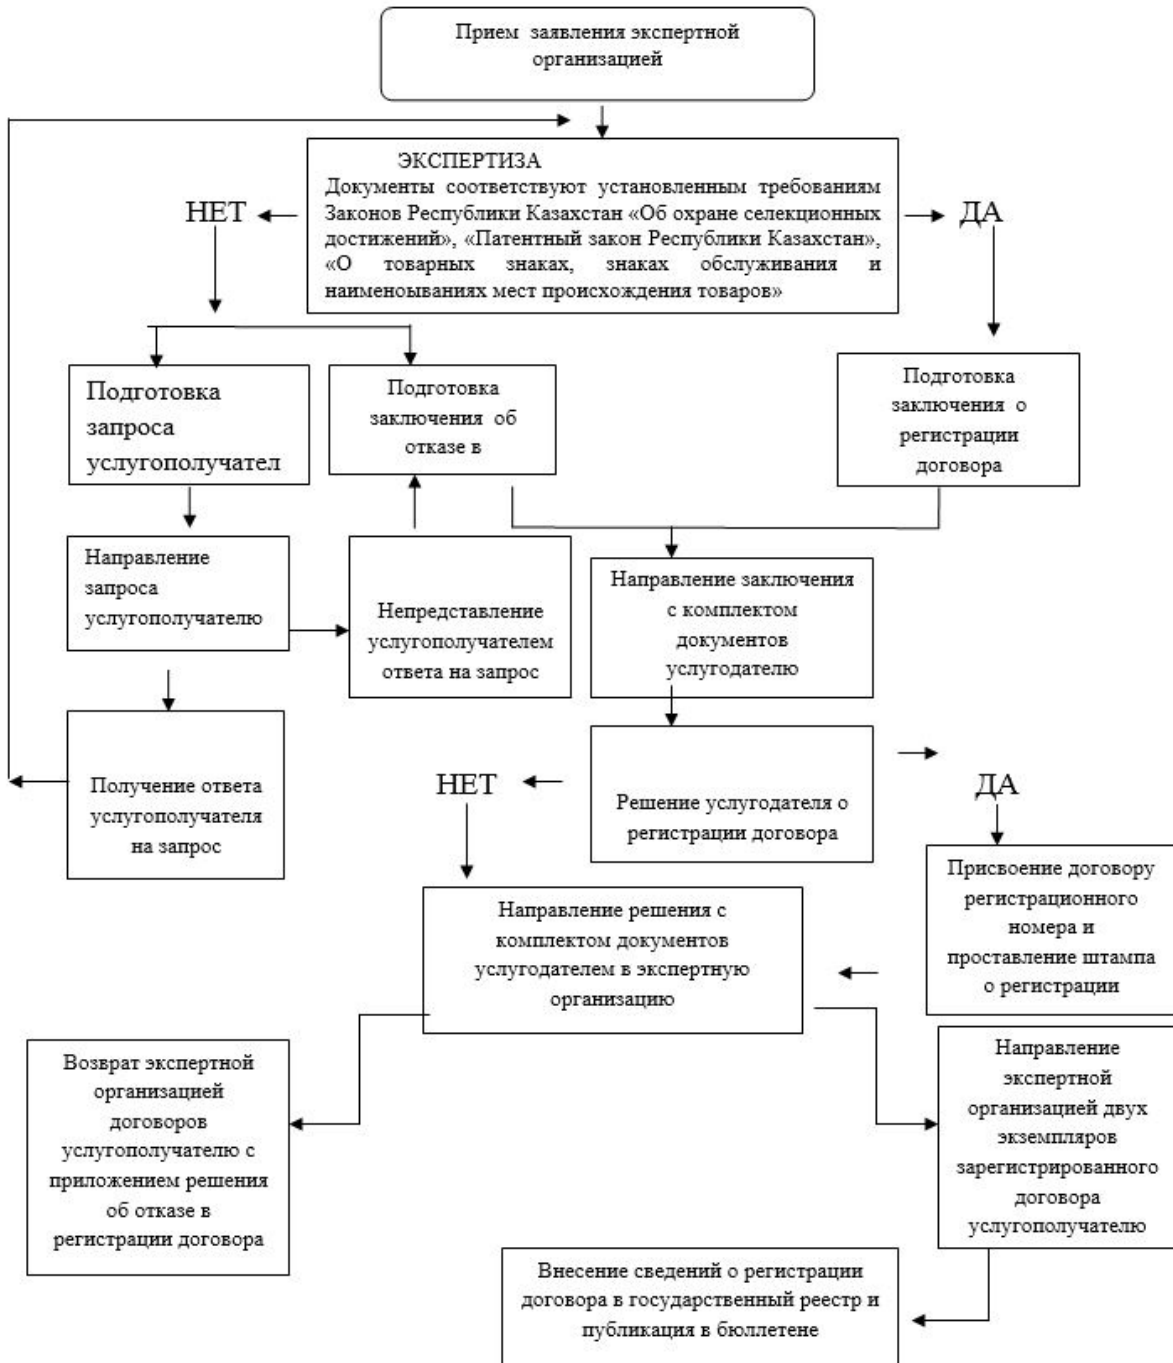 Прием заявления экспертной
организацией
ЭКСПЕРТИЗА
Документы соответствуют установленным требованиям
Законов Республики Казахстан «Об охране селекционных
достижений», «Патентный закон Республики Казахстан»,
«О товарных знаках, знаках обслуживания и
наименоываниях мест происхождения товаров»
НЕТ
ДА
Подготовка
запроса
услугополучател
Подготовка
заключения об
отказе в
Подготовка
заключения о
регистрации
договора
Направление
запроса
услугополучателю
Непредставление
услугополучателем
ответа на запрос
Направление заключения
с комплектом
документов
услугодателю
Получение ответа
услугополучателя
на запрос
НЕТ
Решение услугодателя о
регистрации договора
ДА
Присвоение договору
регистрационного
номера и
проставление штампа
о регистрации
Направление решения с
комплектом документов
услугодателем в экспертную
организацию
Возврат экспертной
организацией
договоров
услугополучателю с
приложением решения
об отказе в
регистрации договора
Направление
экспертной
организацией двух
экземпляров
зарегистрированного
договора
услугополучателю
Внесение сведений о регистрации
договора в государственный реестр и
публикация в бюллетене